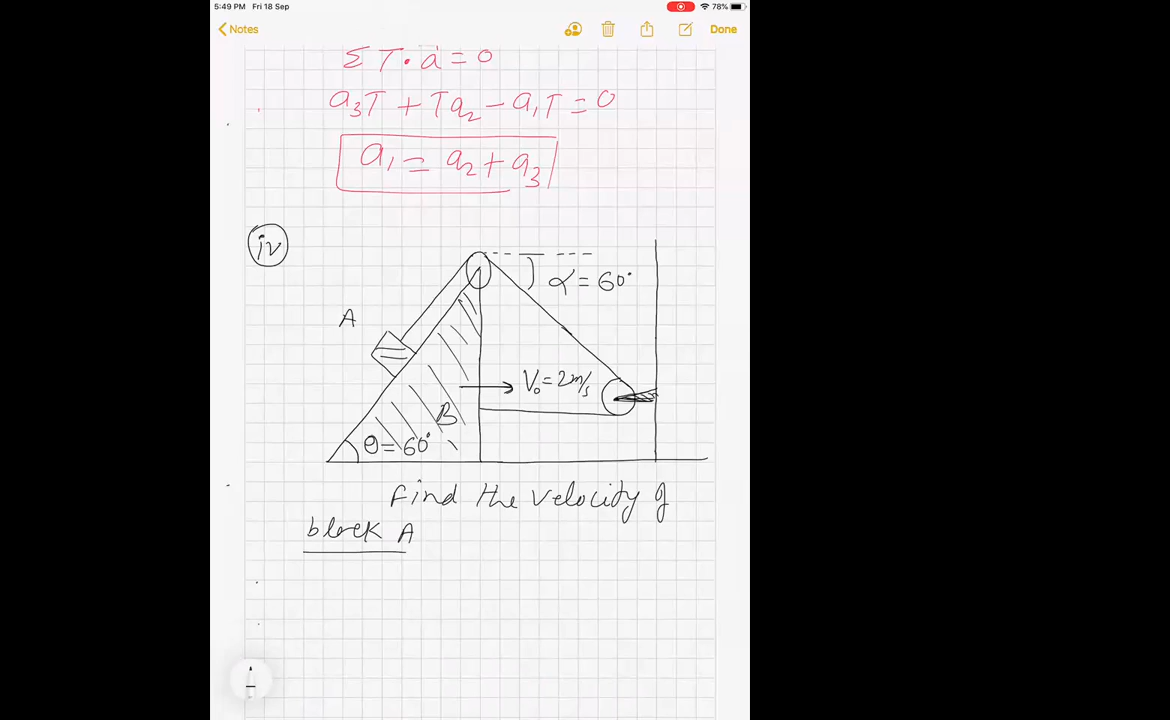 5:49 PM Fri 18 Sep
78%
Notes
Done
Σ T · a = 0
a₃T + Ta₂ - a₁T = 0
a₁ = a₂ + a₃
iv
α = 60°
A
V₀ = 2m/s
B
θ = 60°
Find the velocity of
block A